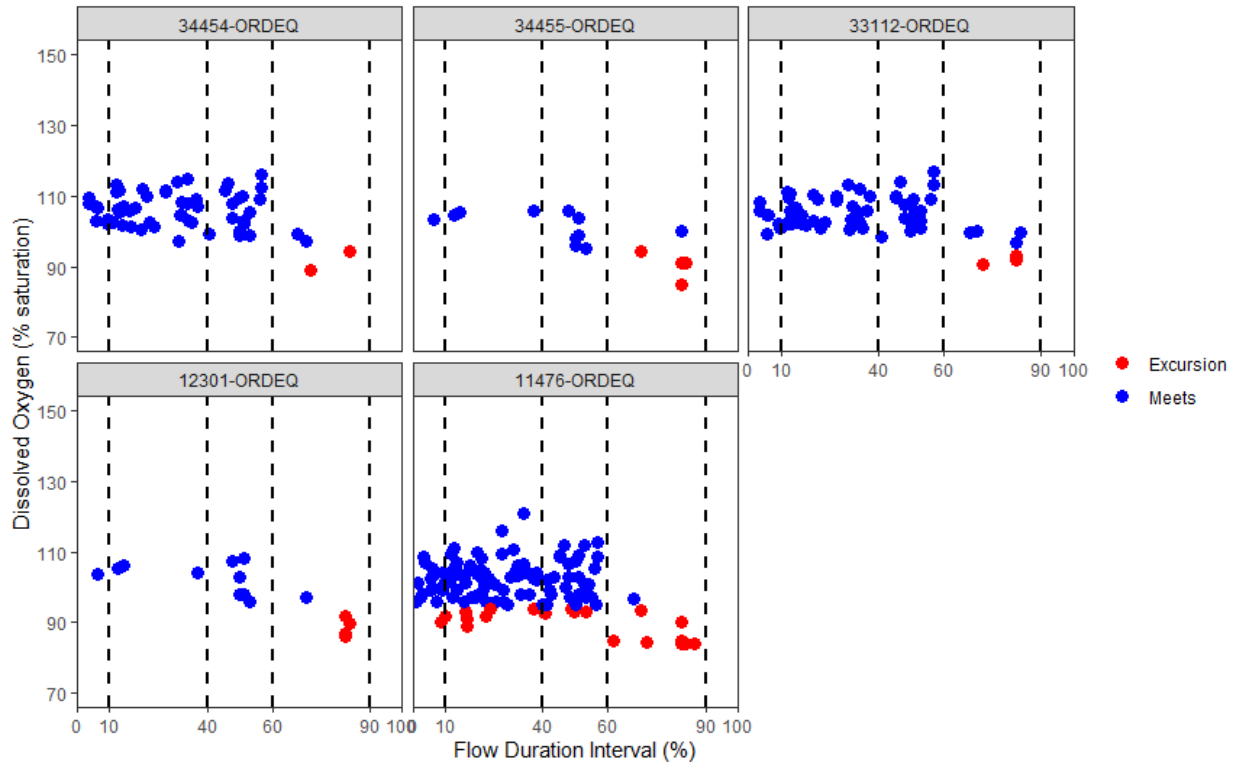 34454-ORDEQ
34455-ORDEQ
33112-ORDEQ
150
130
110
90
70
0 10 40 60 90 100
12301-ORDEQ
11476-ORDEQ
150
130
110
90
70
0 10 40 60 90 100
0 10 40 60 90 100
Dissolved Oxygen (% saturation)
Flow Duration Interval (%)
Excursion
Meets